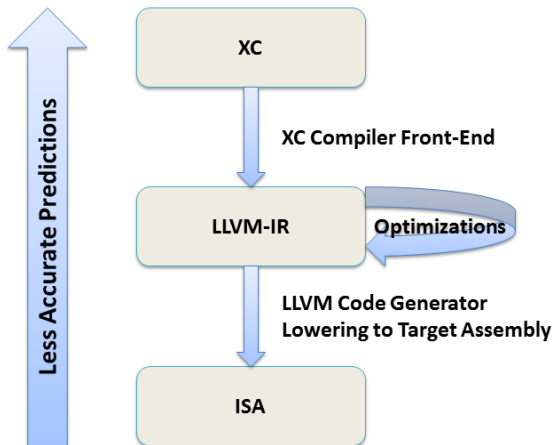 XC
XC Compiler Front-End
Less Accurate Predictions
LLVM-IR
Optimizations
LLVM Code Generator
Lowering to Target Assembly
ISA